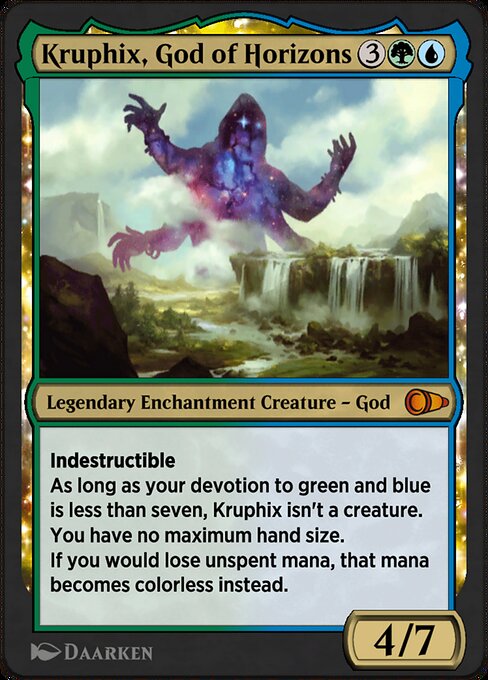 Kruphix, God of Horizons 3
Legendary Enchantment Creature – God
Indestructible
As long as your devotion to green and blue
is less than seven, Kruphix isn't a creature.
You have no maximum hand size.
If you would lose unspent mana, that mana
becomes colorless instead.
4/7
DAARKEN